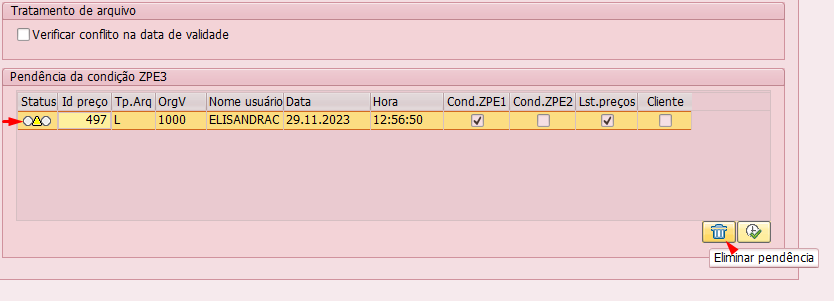 Tratamento de arquivo
Verificar conflito na data de validade
Pendência da condição ZPE3
Status Id preço Tp.Arq OrgV Nome usuário Data Hora Cond.ZPE1 Cond.ZPE2 Lst.preços Cliente
497 L 1000 ELISANDRAC 29.11.2023 12:56:50
Eliminar pendência